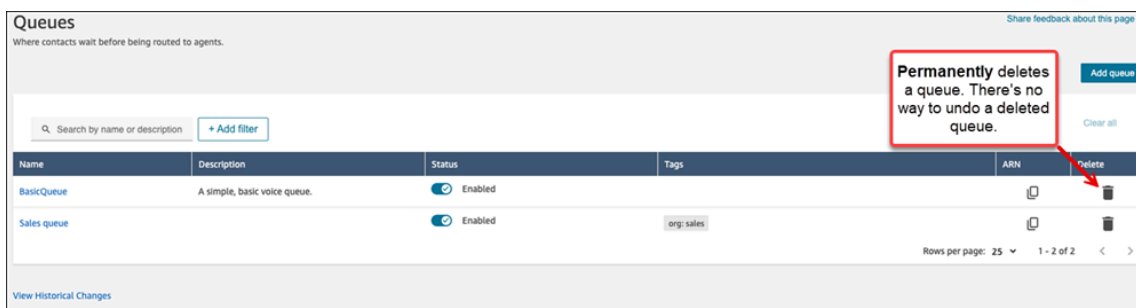 Queues
Share feedback about this page
Where contacts wait before being routed to agents.
Permanently deletes
a queue. There's no
way to undo a deleted
queue.
Add queue
Search by name or description
+ Add filter
Clear all
Name Description Status Tags ARN Delete
BasicQueue A simple, basic voice queue. Enabled
Sales queue Enabled org: sales
Rows per page: 25 1 - 2 of 2
View Historical Changes